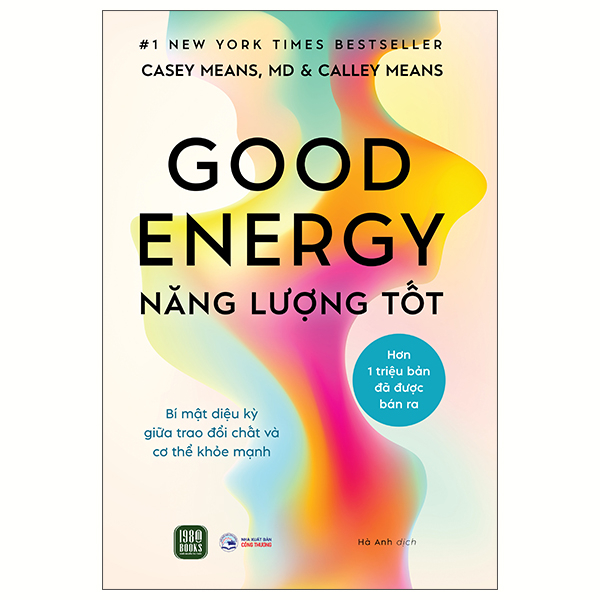 #1 NEW YORK TIMES BESTSELLER
CASEY MEANS, MD & CALLEY MEANS
GOOD
ENERGY
NĂNG LƯỢNG TỐT
Hơn
1 triệu bản
đã được
bán ra
Bí mật diệu kỳ
giữa trao đổi chất và
cơ thể khỏe mạnh
1980
BOOKS
NHÀ XUẤT BẢN
CÔNG THƯƠNG
Hà Anh dịch